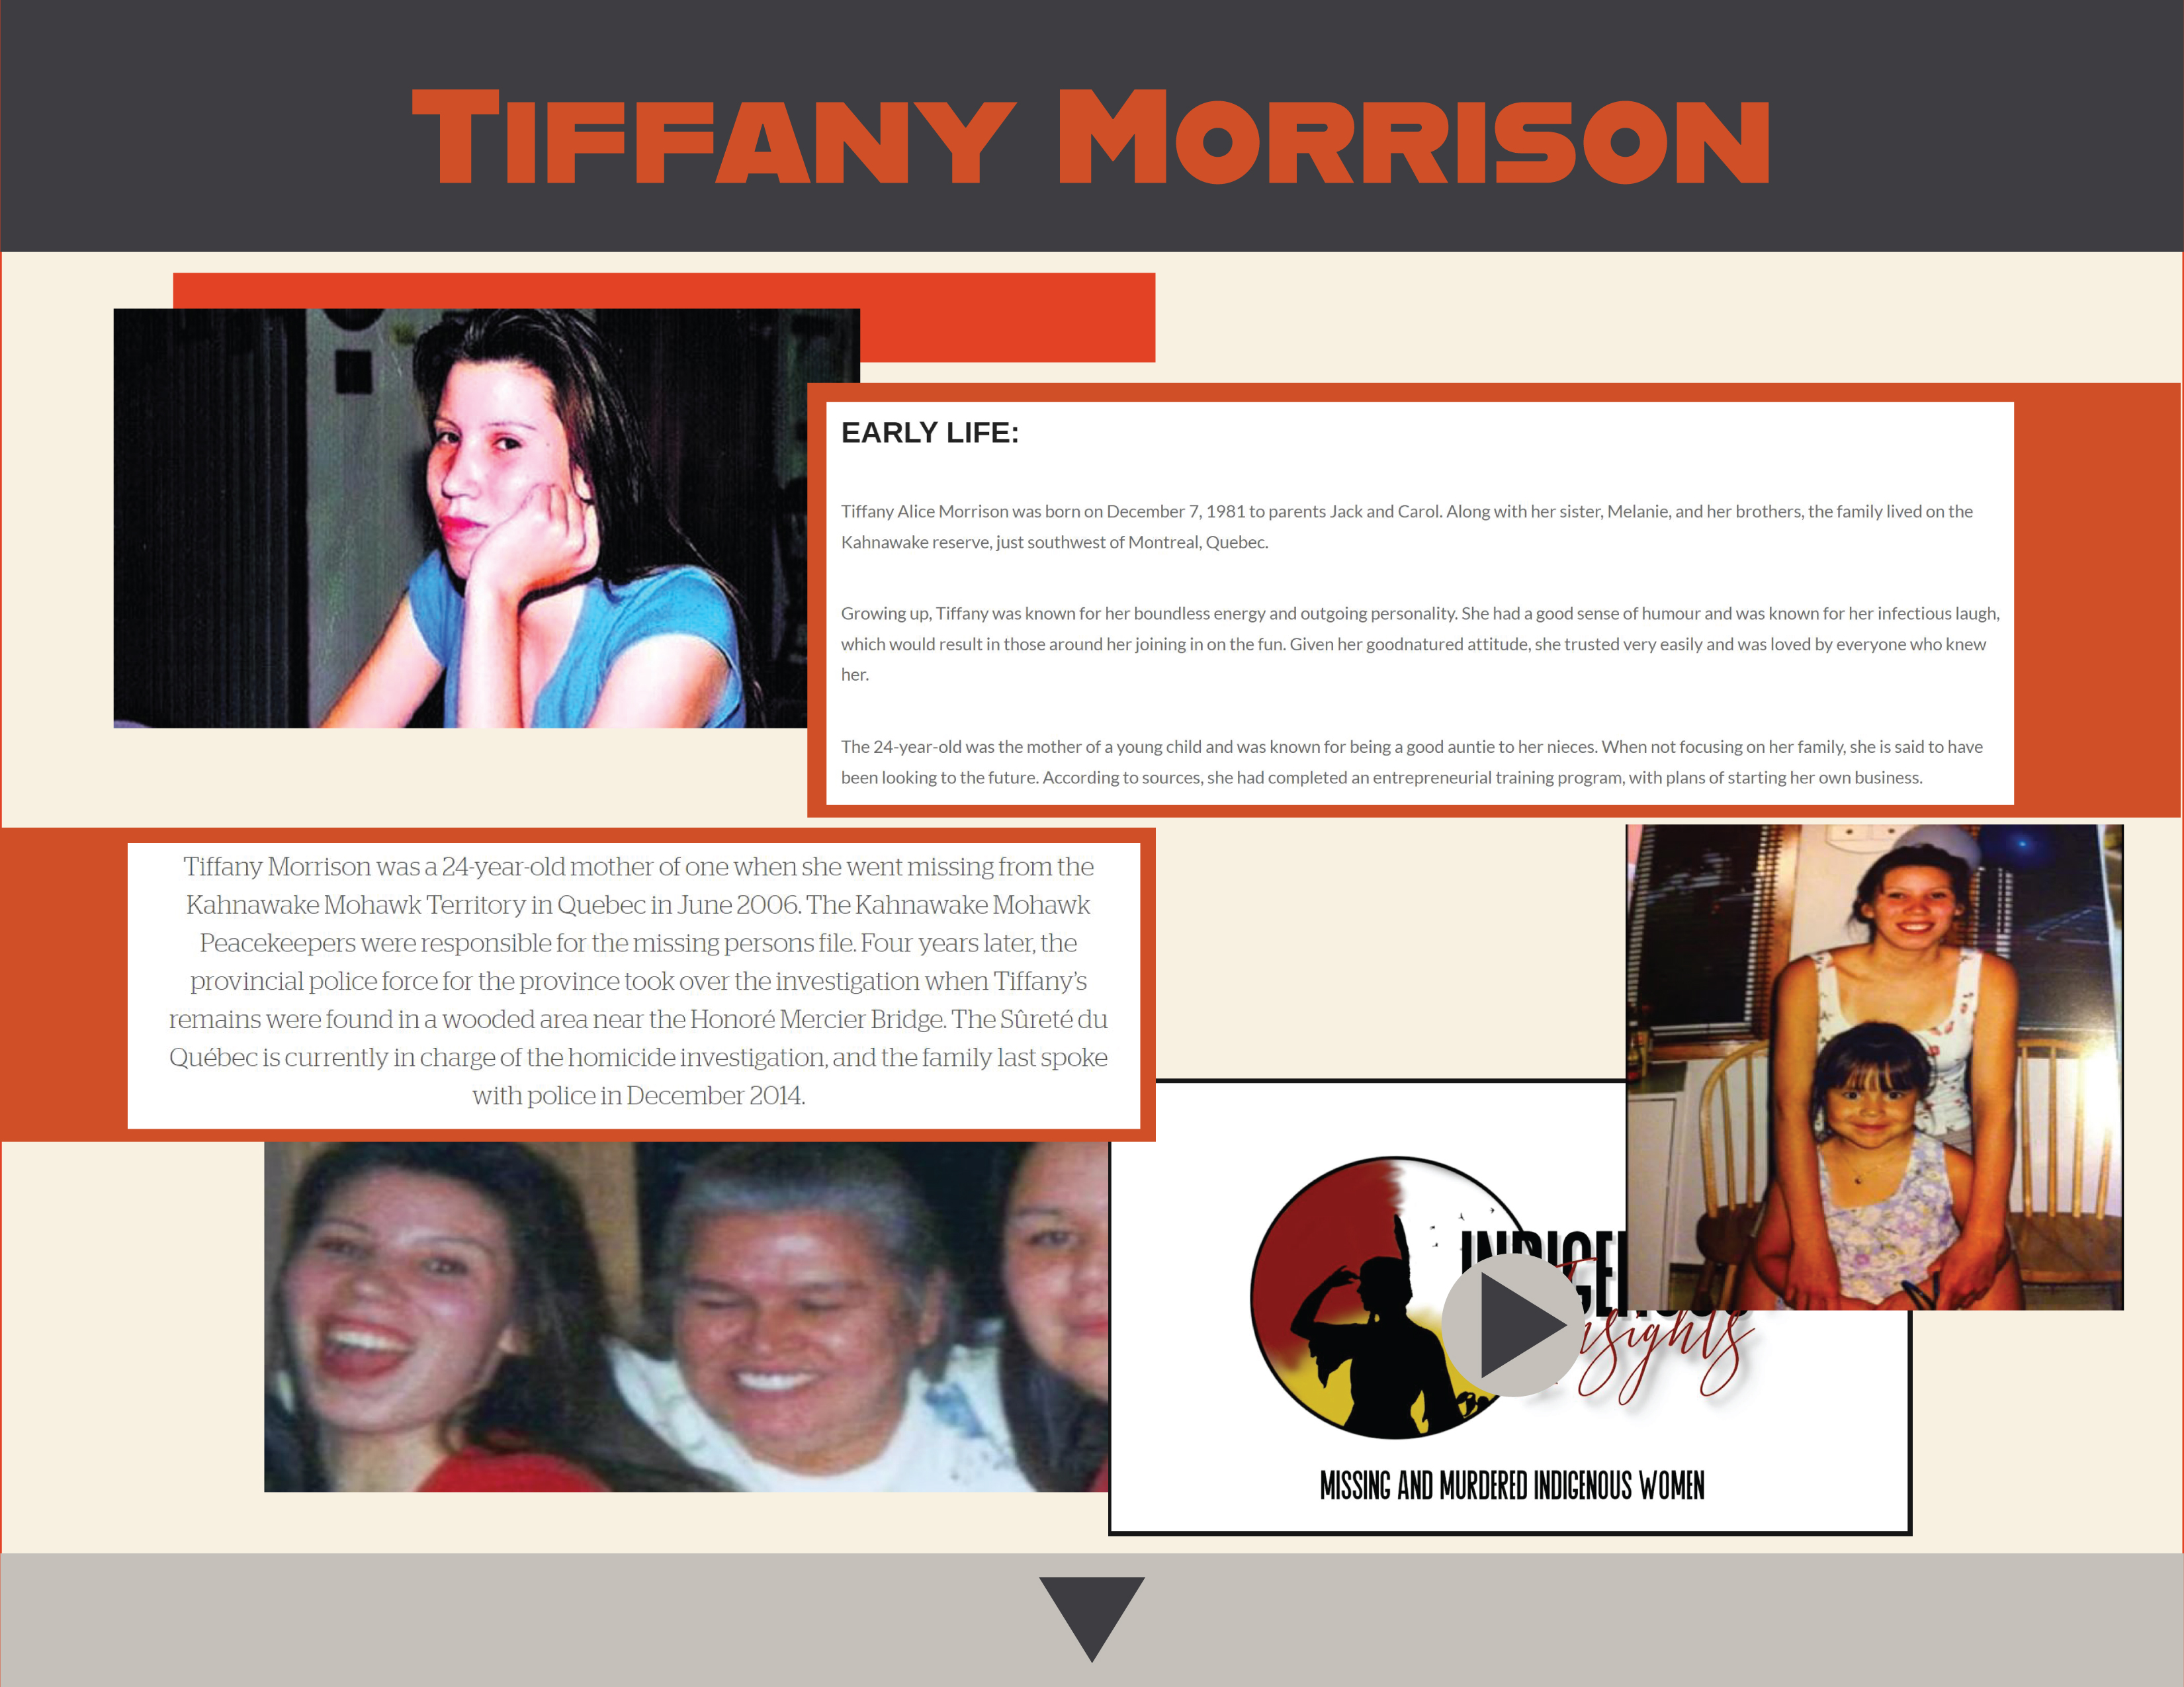 TIFFANY MORRISON
EARLY LIFE:
Tiffany Alice Morrison was born on December 7, 1981 to parents Jack and Carol. Along with her sister, Melanie, and her brothers, the family lived on the
Kahnawake reserve, just southwest of Montreal, Quebec.
Growing up, Tiffany was known for her boundless energy and outgoing personality. She had a good sense of humour and was known for her infectious laugh,
which would result in those around her joining in on the fun. Given her goodnatured attitude, she trusted very easily and was loved by everyone who knew
her.
The 24-year-old was the mother of a young child and was known for being a good auntie to her nieces. When not focusing on her family, she is said to have
been looking to the future. According to sources, she had completed an entrepreneurial training program, with plans of starting her own business.
Tiffany Morrison was a 24-year-old mother of one when she went missing from the
Kahnawake Mohawk Territory in Quebec in June 2006. The Kahnawake Mohawk
Peacekeepers were responsible for the missing persons file. Four years later, the
provincial police force for the province took over the investigation when Tiffany’s
remains were found in a wooded area near the Honoré Mercier Bridge. The Sûreté du
Québec is currently in charge of the homicide investigation, and the family last spoke
with police in December 2014.
MISSING AND MURDERED INDIGENOUS WOMEN